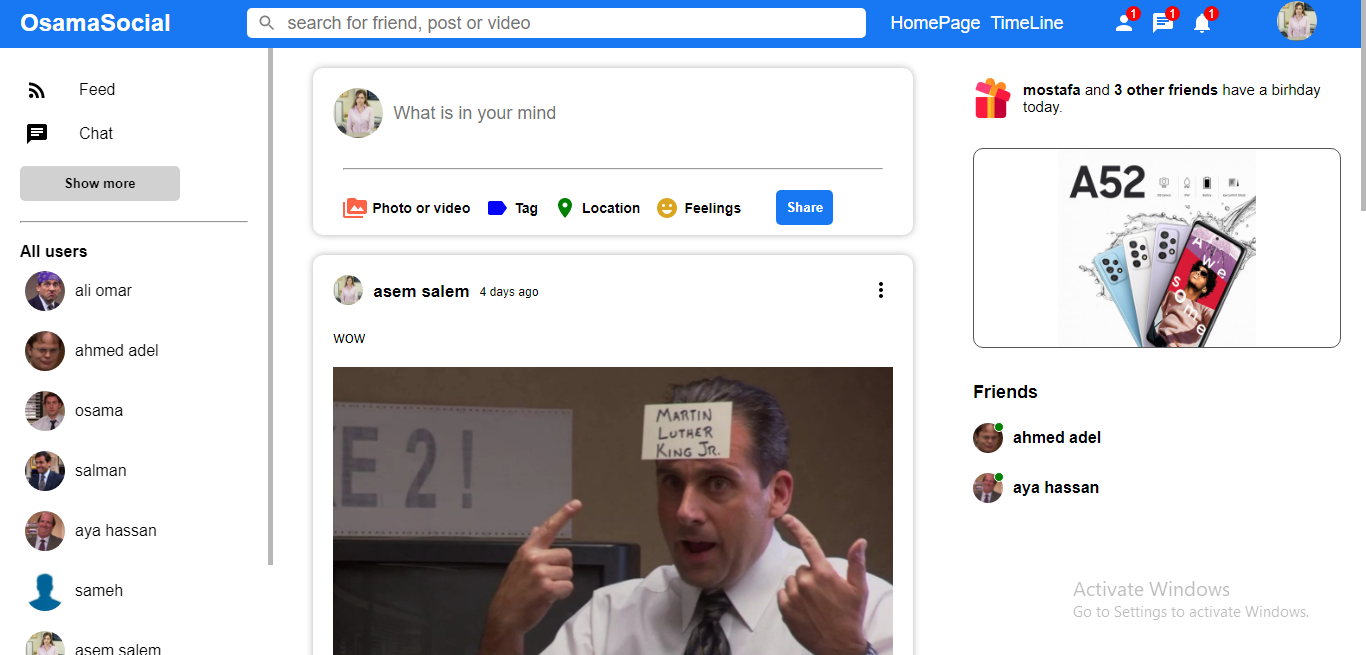 OsamaSocial
search for friend, post or video
HomePage TimeLine
1
1
1
Feed
Chat
Show more
All users
ali omar
ahmed adel
osama
salman
aya hassan
sameh
asem salem
What is in your mind
Photo or video
Tag
Location
Feelings
Share
asem salem 4 days ago
wow
E 2!
MARTIN
LUTHER
KING JR.
mostafa and 3 other friends have a birhday
today.
A52
Awesome
Friends
ahmed adel
aya hassan
Activate Windows
Go to Settings to activate Windows.